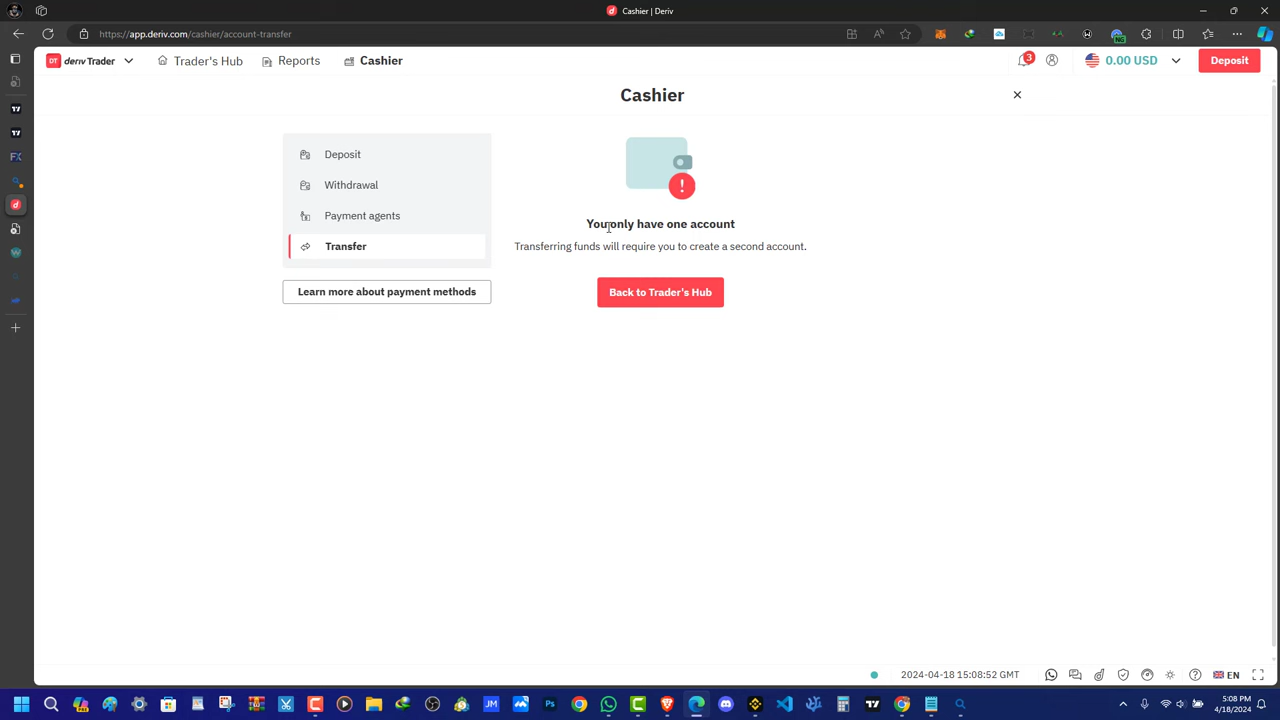 Cashier | Deriv
https://app.deriv.com/cashier/account-transfer
DT deriv Trader Trader's Hub Reports Cashier 3 0.00 USD Deposit
Cashier
Deposit
Withdrawal
Payment agents
Transfer
Learn more about payment methods
You only have one account
Transferring funds will require you to create a second account.
Back to Trader's Hub
2024-04-18 15:08:52 GMT EN
5:08 PM
4/18/2024